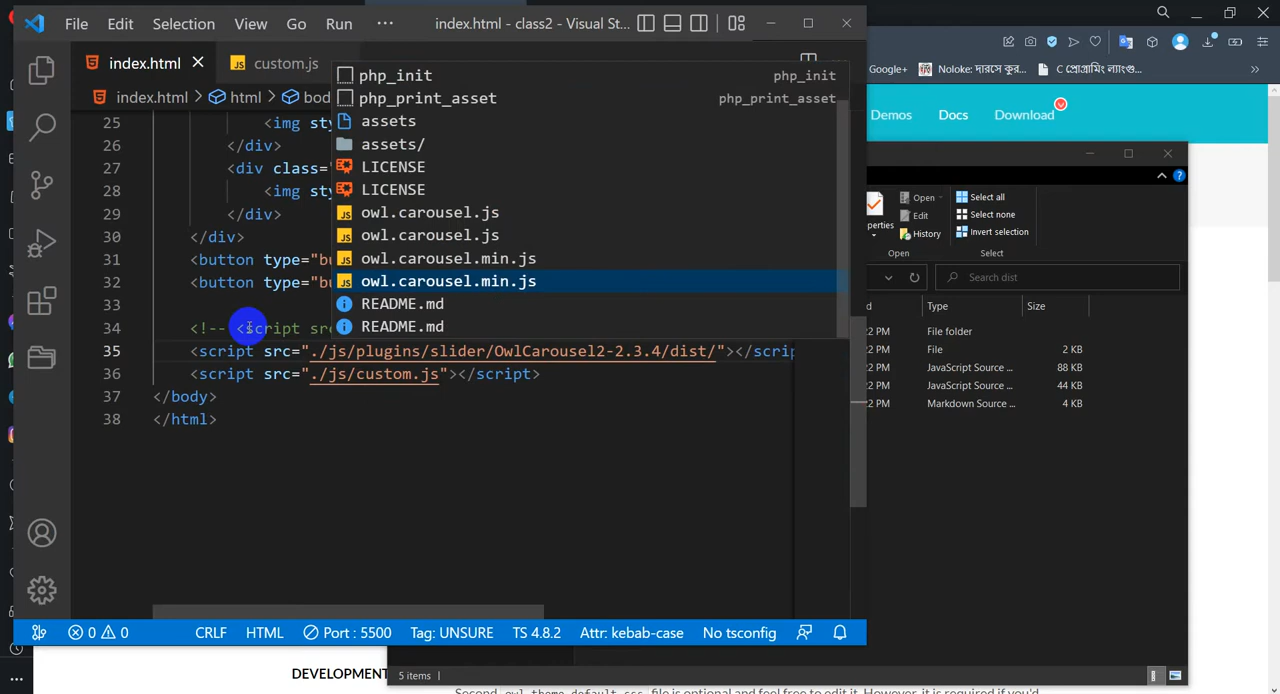 File Edit Selection View Go Run ··· index.html - class2 - Visual St...
index.html custom.js
index.html > html > bod
25 <img sty
26 </div>
27 <div class="
28 <img sty
29 </div>
30 </div>
31 <button type="bu
32 <button type="bu
33
34 <!-- <script src
35 <script src="./js/plugins/slider/OwlCarousel2-2.3.4/dist/"></scrip
36 <script src="./js/custom.js"></script>
37 </body>
38 </html>
php_init php_init
php_print_asset php_print_asset
assets
assets/
LICENSE
LICENSE
owl.carousel.js
owl.carousel.js
owl.carousel.min.js
owl.carousel.min.js
README.md
README.md
0 0 CRLF HTML Port : 5500 Tag: UNSURE TS 4.8.2 Attr: kebab-case No tsconfig
Google+ Noloke: দারসে কুর... C প্রোগ্রামিং ল্যাংগু... »
Demos Docs Download
perties
Open
Edit
History
Open
Select all
Select none
Invert selection
Select
Search dist
d Type Size
2 PM File folder
2 PM File 2 KB
2 PM JavaScript Source ... 88 KB
2 PM JavaScript Source ... 44 KB
2 PM Markdown Source ... 4 KB
5 items
DEVELOPMENT
Second, owl.theme.default.css file is optional and feel free to edit it. However, it is required if you'd